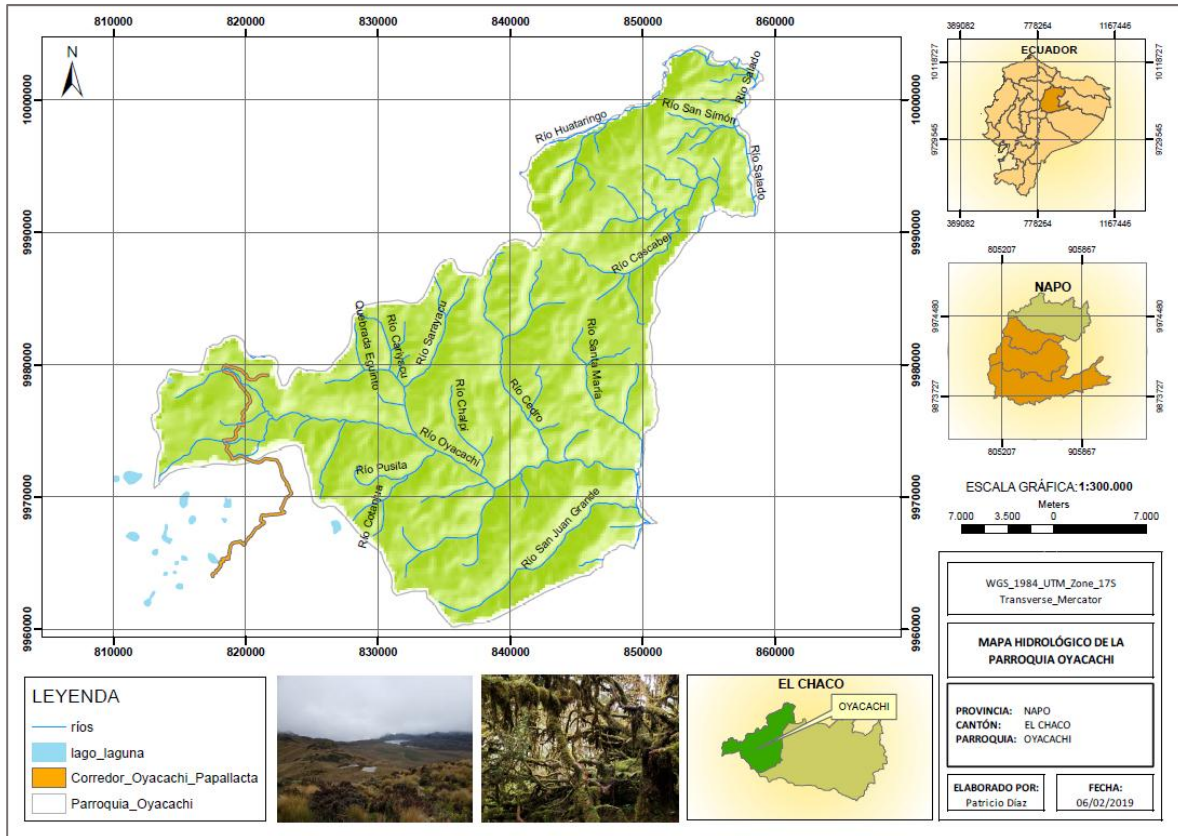 810000 820000 830000 840000 850000 860000
N
10000000
9990000
9980000
9970000
9960000
10000000
9990000
9980000
9970000
9960000
Río Salado
Río San Simón
Río Huataringo
Río Salado
Río Cascabel
Quebrada Eguinto
Río Cariyacu
Río Sarayacu
Río Santa María
Río Chalpi
Río Cedro
Río Oyacachi
Río Pusita
Río Cotanjua
Río San Juan Grande
810000 820000 830000 840000 850000 860000
389082 778264 1167446
ECUADOR
10118727
9729545
10118727
9729545
389082 778264 1167446
805207 905867
NAPO
9974480
9873727
9974480
9873727
805207 905867
ESCALA GRÁFICA:1:300.000
Meters
7.000 3.500 0 7.000
WGS_1984_UTM_Zone_17S
Transverse_Mercator
MAPA HIDROLÓGICO DE LA
PARROQUIA OYACACHI
PROVINCIA: NAPO
CANTÓN: EL CHACO
PARROQUIA: OYACACHI
ELABORADO POR:
Patricio Díaz
FECHA:
06/02/2019
LEYENDA
ríos
lago_laguna
Corredor_Oyacachi_Papallacta
Parroquia_Oyacachi
EL CHACO
OYACACHI